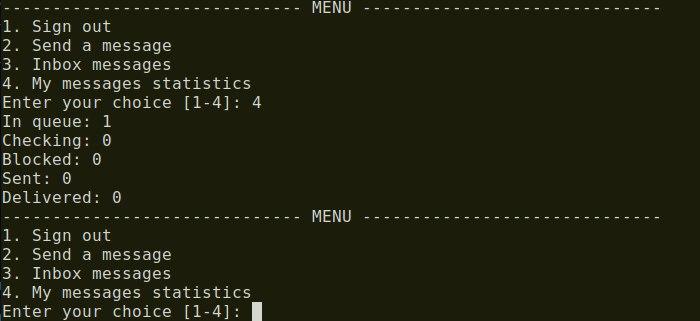 ------------------------------ MENU ------------------------------
1. Sign out
2. Send a message
3. Inbox messages
4. My messages statistics
Enter your choice [1-4]: 4
In queue: 1
Checking: 0
Blocked: 0
Sent: 0
Delivered: 0
------------------------------ MENU ------------------------------
1. Sign out
2. Send a message
3. Inbox messages
4. My messages statistics
Enter your choice [1-4]: